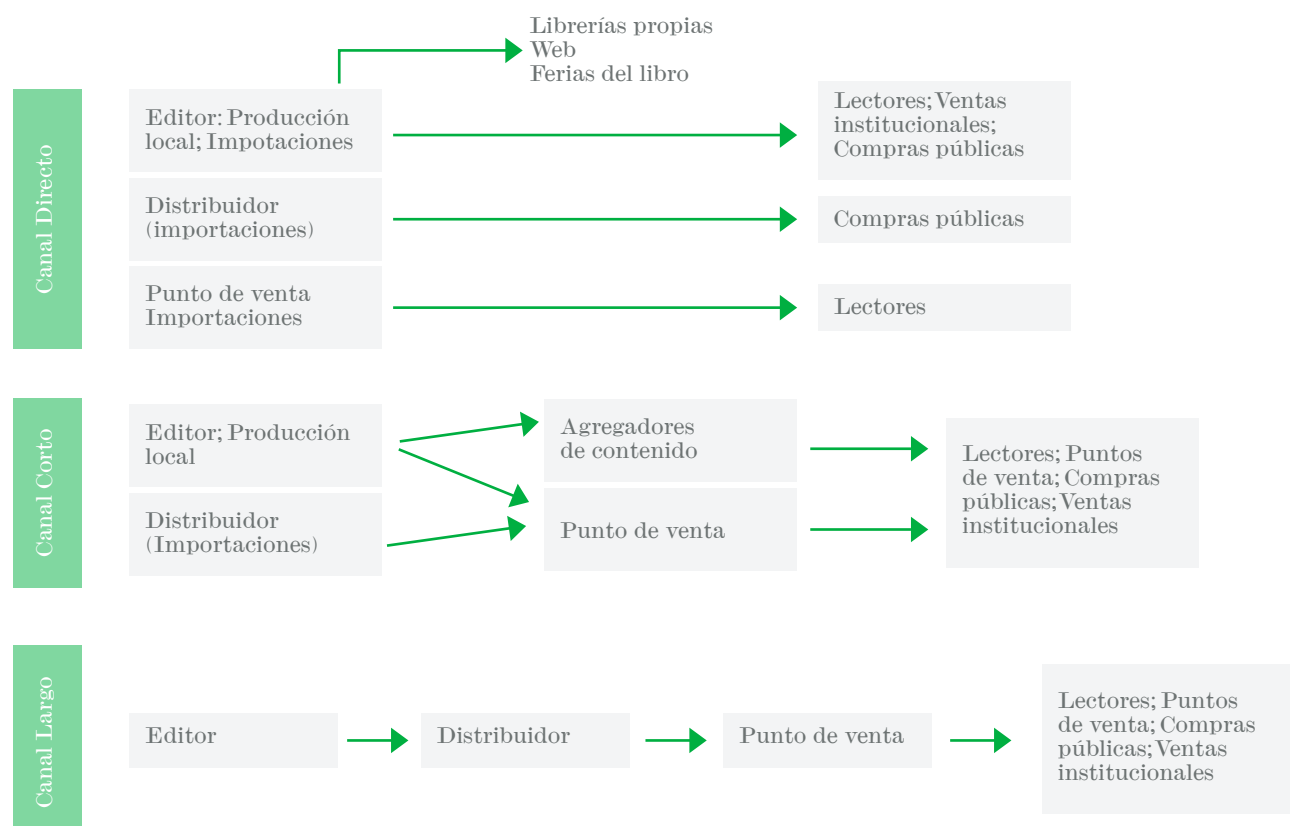 Librerías propias
Web
Ferias del libro
Canal Directo
Editor: Producción
local; Impotaciones
Lectores; Ventas
institucionales;
Compras públicas
Distribuidor
(importaciones)
Compras públicas
Punto de venta
Importaciones
Lectores
Canal Corto
Editor; Producción
local
Agregadores
de contenido
Distribuidor
(Importaciones)
Punto de venta
Lectores; Puntos
de venta; Compras
públicas; Ventas
institucionales
Canal Largo
Editor
Distribuidor
Punto de venta
Lectores; Puntos
de venta; Compras
públicas; Ventas
institucionales